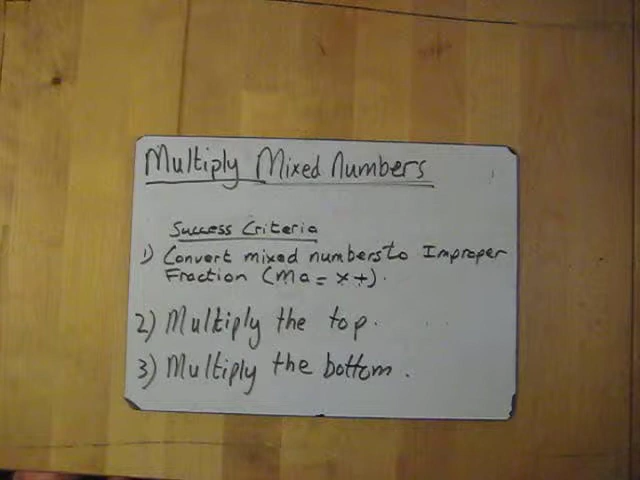 Multiply Mixed Numbers
Success Criteria
1) Convert mixed numbers to Improper
Fraction (Ma = x +).
2) Multiply the top.
3) Multiply the bottom.